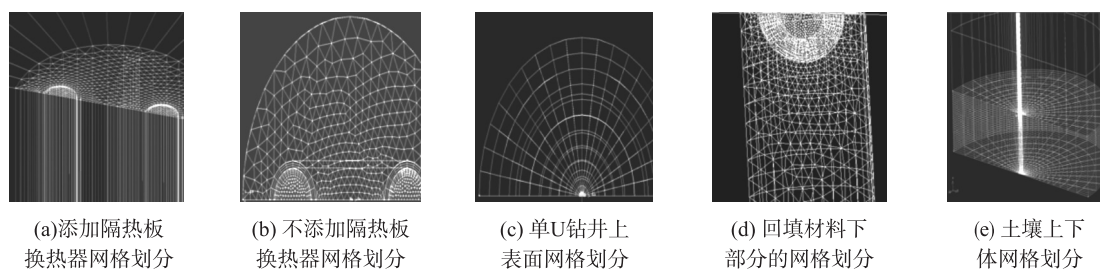 (a)添加隔热板
换热器网格划分
(b) 不添加隔热板
换热器网格划分
(c) 单U钻井上
表面网格划分
(d) 回填材料下
部分的网格划分
(e) 土壤上下
体网格划分